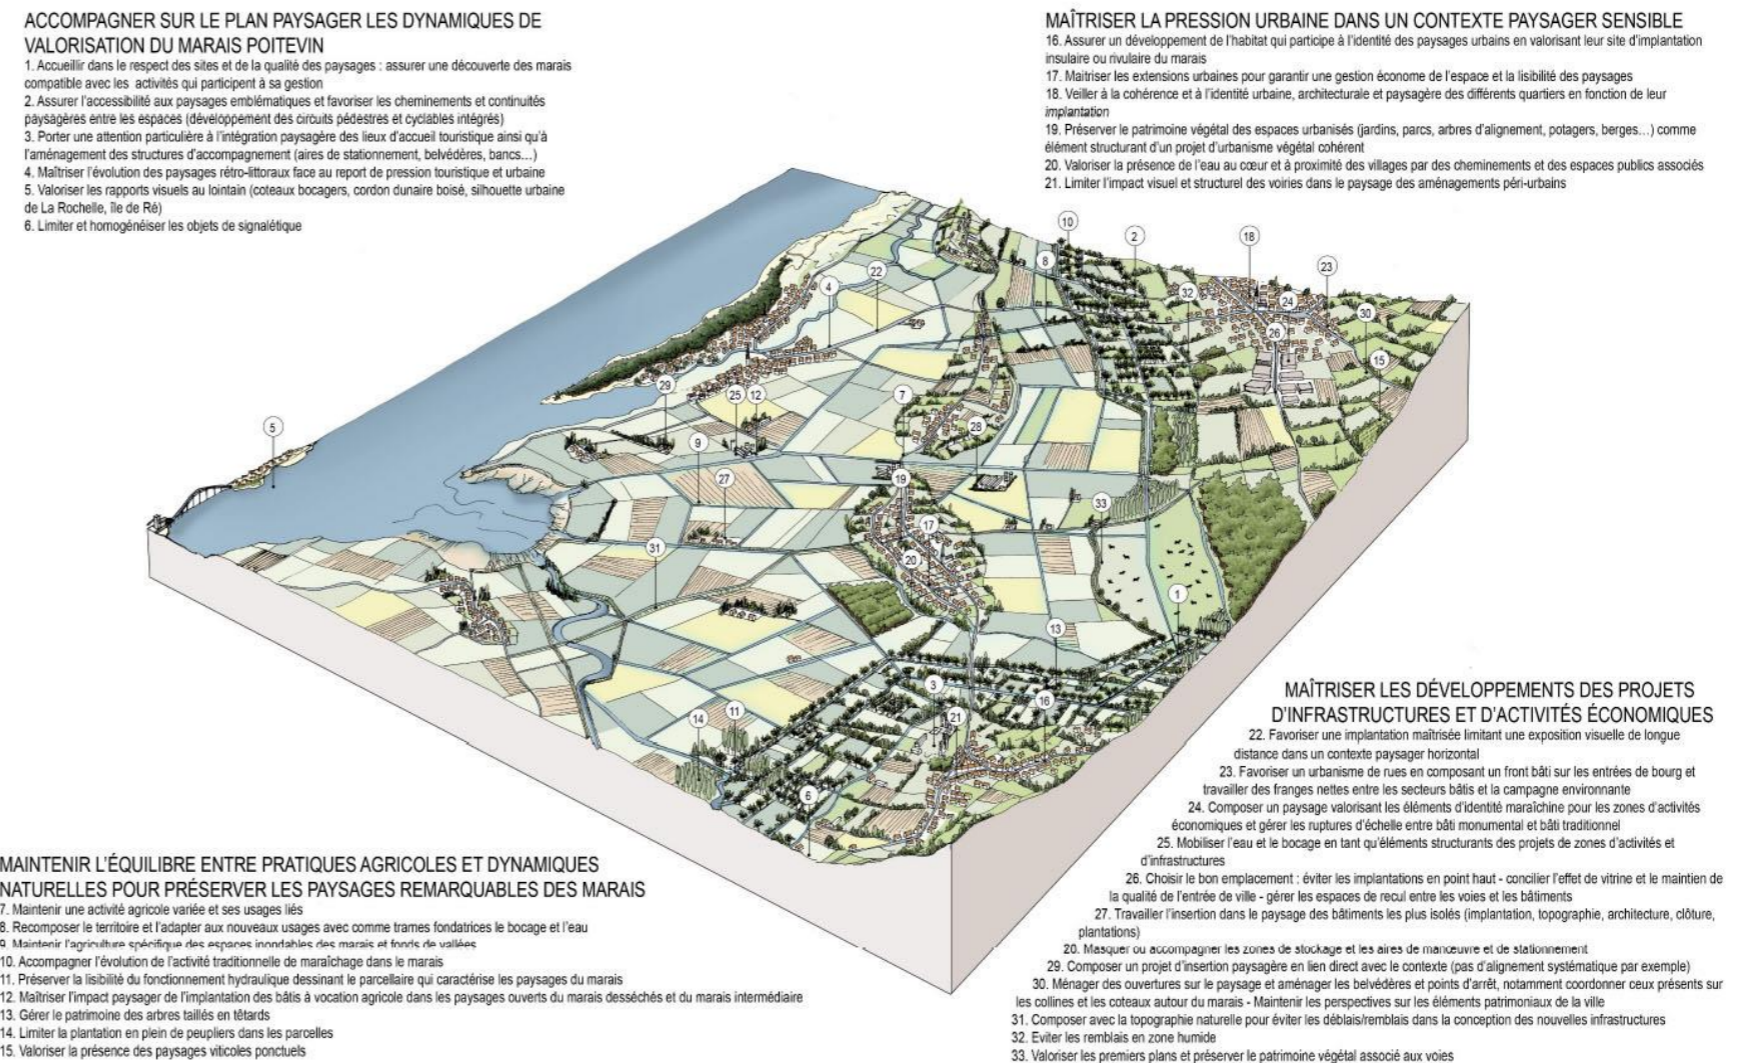 ACCOMPAGNER SUR LE PLAN PAYSAGER LES DYNAMIQUES DE
VALORISATION DU MARAIS POITEVIN
1. Accueillir dans le respect des sites et de la qualité des paysages : assurer une découverte des marais
compatible avec les activités qui participent à sa gestion
2. Assurer l'accessibilité aux paysages emblématiques et favoriser les cheminements et continuités
paysagères entre les espaces (développement des circuits pédestres et cyclables intégrés)
3. Porter une attention particulière à l'intégration paysagère des lieux d'accueil touristique ainsi qu'à
l'aménagement des structures d'accompagnement (aires de stationnement, belvédères, bancs...)
4. Maîtriser l'évolution des paysages rétro-littoraux face au report de pression touristique et urbaine
5. Valoriser les rapports visuels au lointain (coteaux bocagers, cordon dunaire boisé, silhouette urbaine
de La Rochelle, île de Ré)
6. Limiter et homogénéiser les objets de signalétique
MAÎTRISER LA PRESSION URBAINE DANS UN CONTEXTE PAYSAGER SENSIBLE
16. Assurer un développement de l'habitat qui participe à l'identité des paysages urbains en valorisant leur site d'implantation
insulaire ou rivulaire du marais
17. Maitriser les extensions urbaines pour garantir une gestion économe de l'espace et la lisibilité des paysages
18. Veiller à la cohérence et à l'identité urbaine, architecturale et paysagère des différents quartiers en fonction de leur
implantation
19. Préserver le patrimoine végétal des espaces urbanisés (jardins, parcs, arbres d'alignement, potagers, berges...) comme
élément structurant d'un projet d'urbanisme végétal cohérent
20. Valoriser la présence de l'eau au cœur et à proximité des villages par des cheminements et des espaces publics associés
21. Limiter l'impact visuel et structurel des voiries dans le paysage des aménagements péri-urbains
10
2
18
8
23
22
4
32
24
30
26
15
29
25
12
7
5
28
9
27
19
33
17
31
20
1
13
3
16
14
11
21
6
MAÎTRISER LES DÉVELOPPEMENTS DES PROJETS
D'INFRASTRUCTURES ET D'ACTIVITÉS ÉCONOMIQUES
22. Favoriser une implantation maîtrisée limitant une exposition visuelle de longue
distance dans un contexte paysager horizontal
23. Favoriser un urbanisme de rues en composant un front bâti sur les entrées de bourg et
travailler des franges nettes entre les secteurs bâtis et la campagne environnante
24. Composer un paysage valorisant les éléments d'identité maraîchine pour les zones d'activités
économiques et gérer les ruptures d'échelle entre bâti monumental et bâti traditionnel
25. Mobiliser l'eau et le bocage en tant qu'éléments structurants des projets de zones d'activités et
d'infrastructures
26. Choisir le bon emplacement : éviter les implantations en point haut - concilier l'effet de vitrine et le maintien de
la qualité de l'entrée de ville - gérer les espaces de recul entre les voies et les bâtiments
27. Travailler l'insertion dans le paysage des bâtiments les plus isolés (implantation, topographie, architecture, clôture,
plantations)
20. Masquer ou accompagner les zones de stockage et les aires de manœuvre et de stationnement
29. Composer un projet d'insertion paysagère en lien direct avec le contexte (pas d'alignement systématique par exemple)
30. Ménager des ouvertures sur le paysage et aménager les belvédères et points d'arrêt, notamment coordonner ceux présents sur
les collines et les coteaux autour du marais - Maintenir les perspectives sur les éléments patrimoniaux de la ville
31. Composer avec la topographie naturelle pour éviter les déblais/remblais dans la conception des nouvelles infrastructures
32. Eviter les remblais en zone humide
33. Valoriser les premiers plans et préserver le patrimoine végétal associé aux voies
MAINTENIR L'ÉQUILIBRE ENTRE PRATIQUES AGRICOLES ET DYNAMIQUES
NATURELLES POUR PRÉSERVER LES PAYSAGES REMARQUABLES DES MARAIS
7. Maintenir une activité agricole variée et ses usages liés
8. Recomposer le territoire et l'adapter aux nouveaux usages avec comme trames fondatrices le bocage et l'eau
9. Maintenir l'agriculture spécifique des espaces inondables des marais et fonds de vallées
10. Accompagner l'évolution de l'activité traditionnelle de maraîchage dans le marais
11. Préserver la lisibilité du fonctionnement hydraulique dessinant le parcellaire qui caractérise les paysages du marais
12. Maîtriser l'impact paysager de l'implantation des bâtis à vocation agricole dans les paysages ouverts du marais desséchés et du marais intermédiaire
13. Gérer le patrimoine des arbres taillés en têtards
14. Limiter la plantation en plein de peupliers dans les parcelles
15. Valoriser la présence des paysages viticoles ponctuels